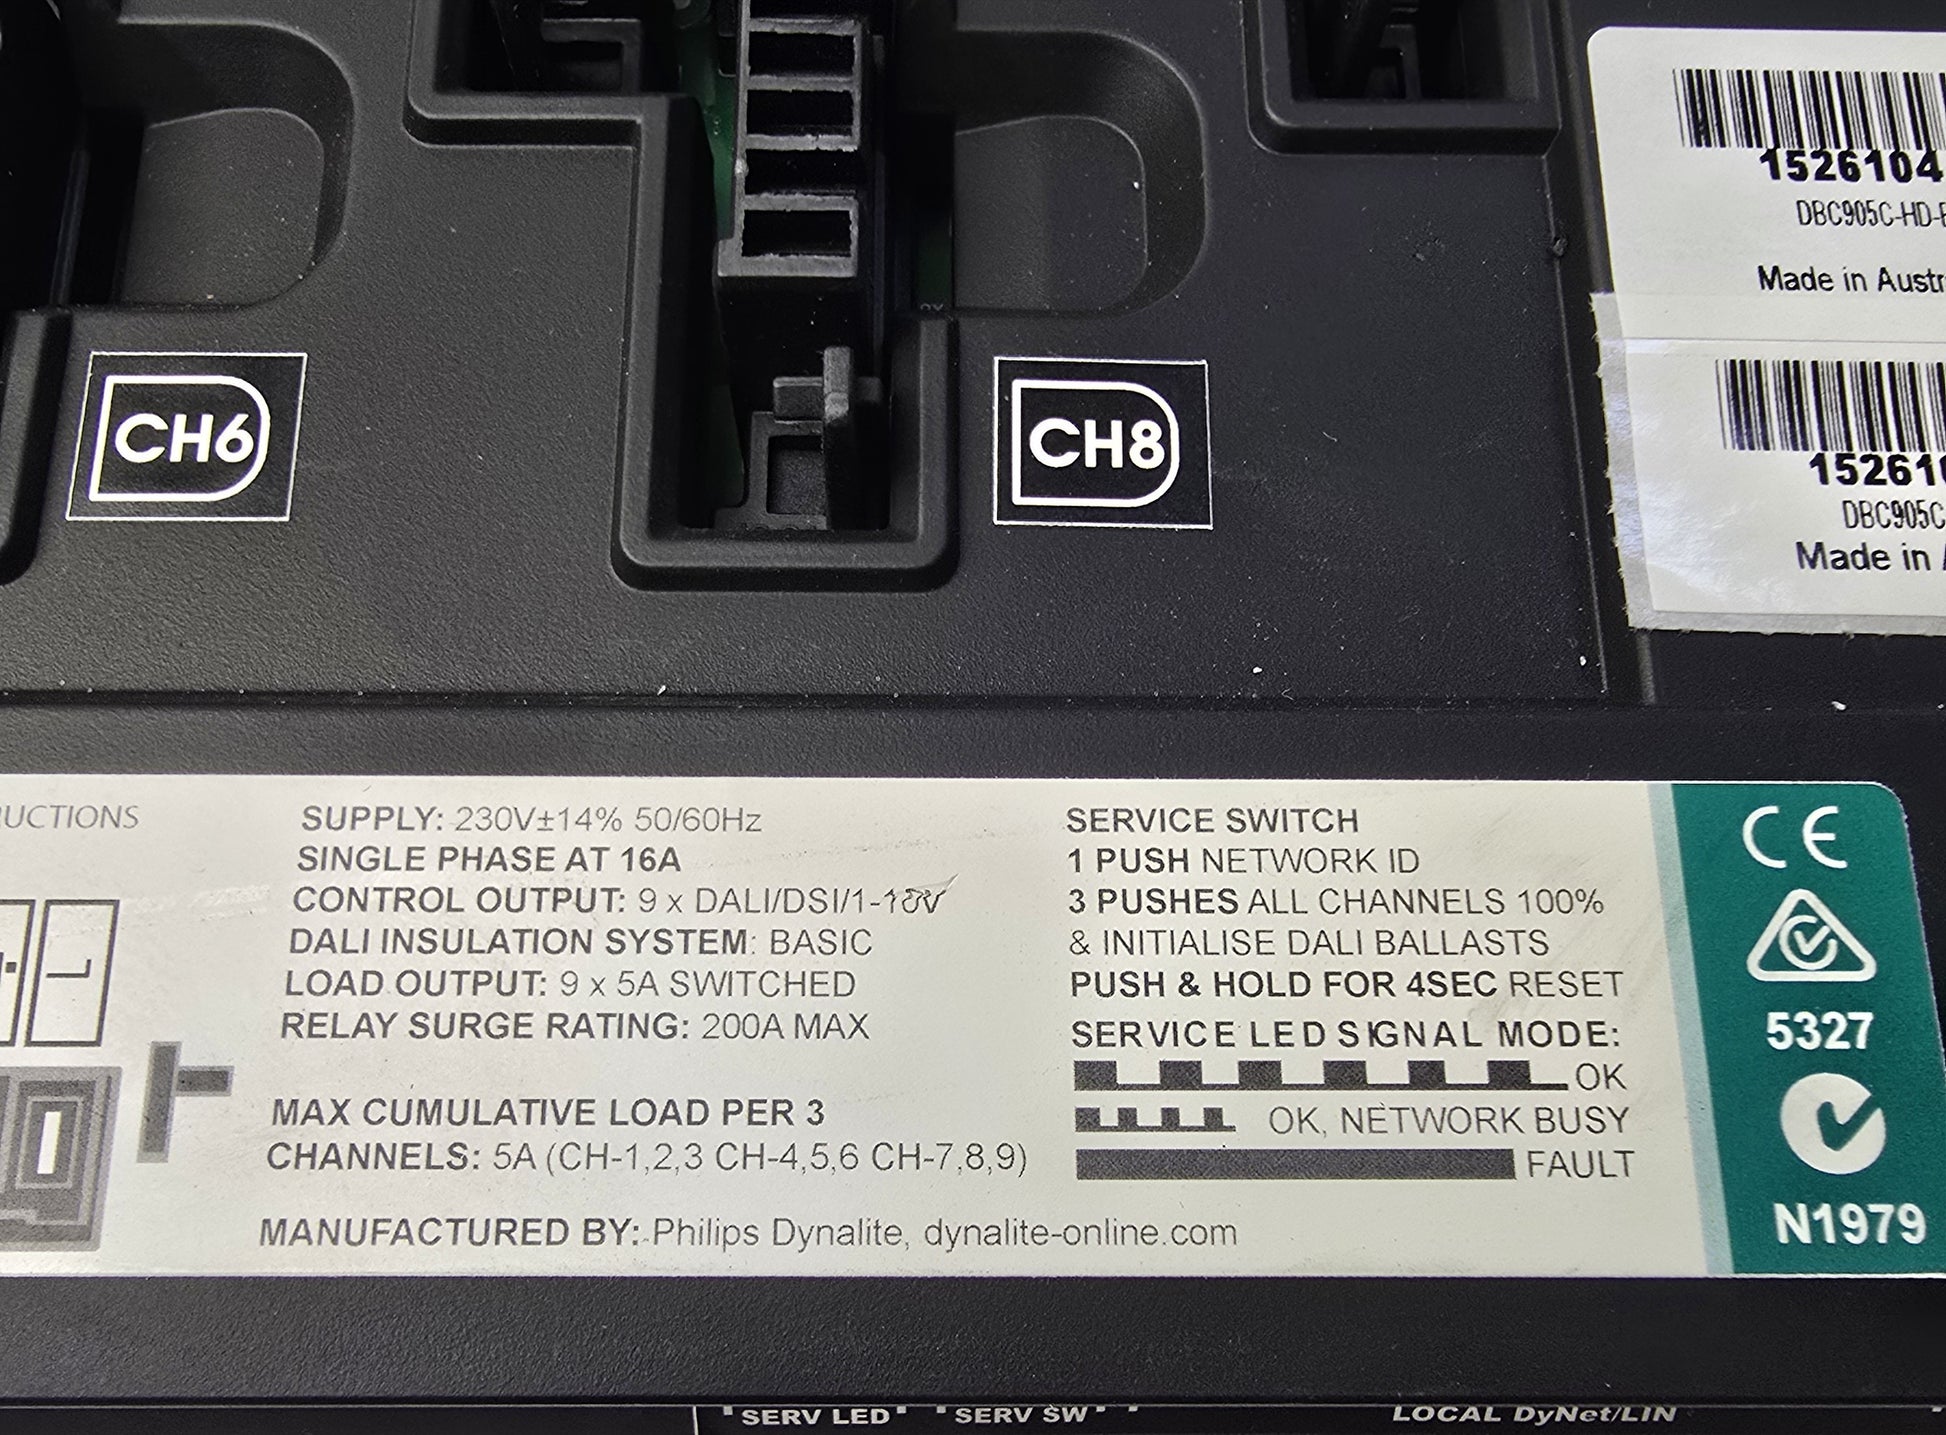 1526104
DBC905C-HD-
Made in Austr
CH6
CH8
15261
DBC905C
Made in
UCTIONS
SUPPLY: 230V±14% 50/60Hz
SINGLE PHASE AT 16A
CONTROL OUTPUT: 9 x DALI/DSI/1-10V
DALI INSULATION SYSTEM: BASIC
LOAD OUTPUT: 9 x 5A SWITCHED
RELAY SURGE RATING: 200A MAX
MAX CUMULATIVE LOAD PER 3
CHANNELS: 5A (CH-1,2,3 CH-4,5,6 CH-7,8,9)
MANUFACTURED BY: Philips Dynalite, dynalite-online.com
SERVICE SWITCH
1 PUSH NETWORK ID
3 PUSHES ALL CHANNELS 100%
& INITIALISE DALI BALLASTS
PUSH & HOLD FOR 4SEC RESET
SERVICE LED SIGNAL MODE:
OK
OK, NETWORK BUSY
FAULT
CE
5327
N1979
SERV LED
SERV SW
LOCAL DyNet/LIN